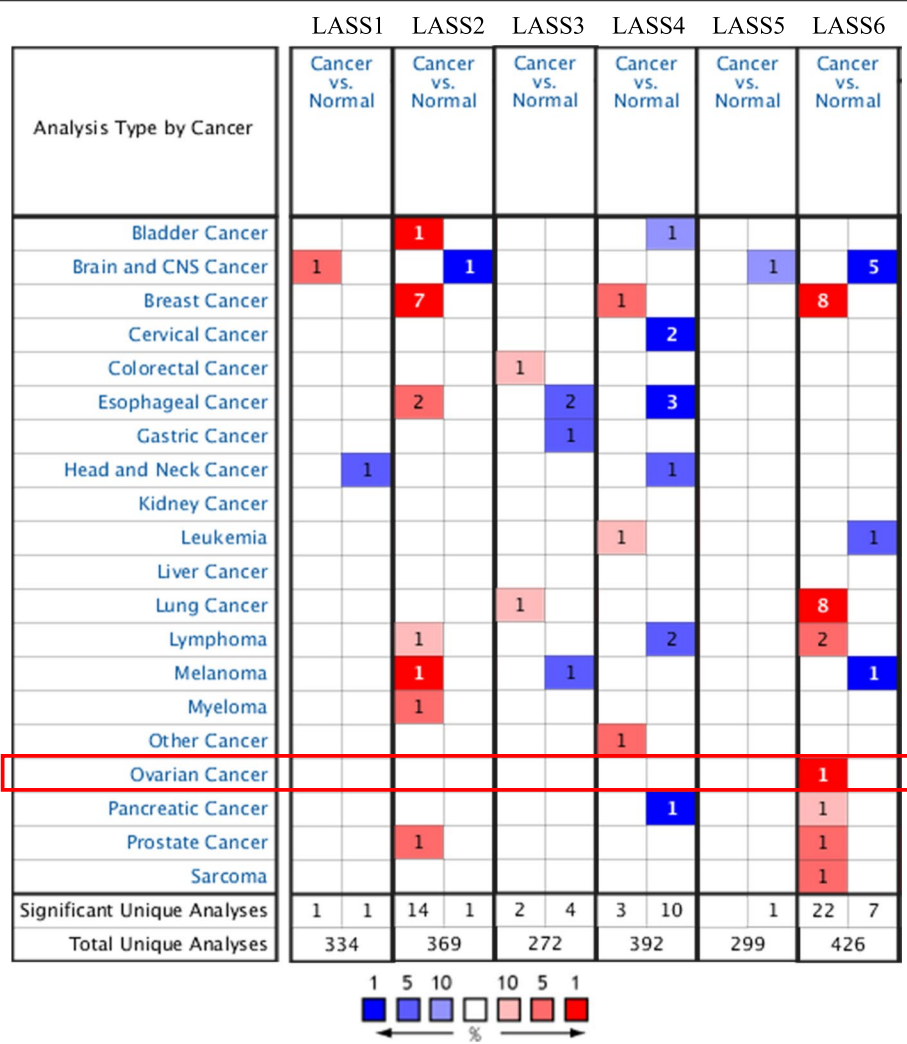 LASS1 LASS2 LASS3 LASS4 LASS5 LASS6
Cancer Cancer Cancer Cancer Cancer Cancer
vs. vs. vs. vs. vs. vs.
Normal Normal Normal Normal Normal Normal
Analysis Type by Cancer
Bladder Cancer 1 1
Brain and CNS Cancer 1 1 1 5
Breast Cancer 7 1 8
Cervical Cancer 2
Colorectal Cancer 1
Esophageal Cancer 2 2 3
Gastric Cancer 1
Head and Neck Cancer 1 1
Kidney Cancer
Leukemia 1 1
Liver Cancer
Lung Cancer 1 8
Lymphoma 1 2 2
Melanoma 1 1 1
Myeloma 1
Other Cancer 1
Ovarian Cancer 1
Pancreatic Cancer 1 1
Prostate Cancer 1 1
Sarcoma 1
Significant Unique Analyses 1 1 14 1 2 4 3 10 1 22 7
Total Unique Analyses 334 369 272 392 299 426
1 5 10 10 5 1
%